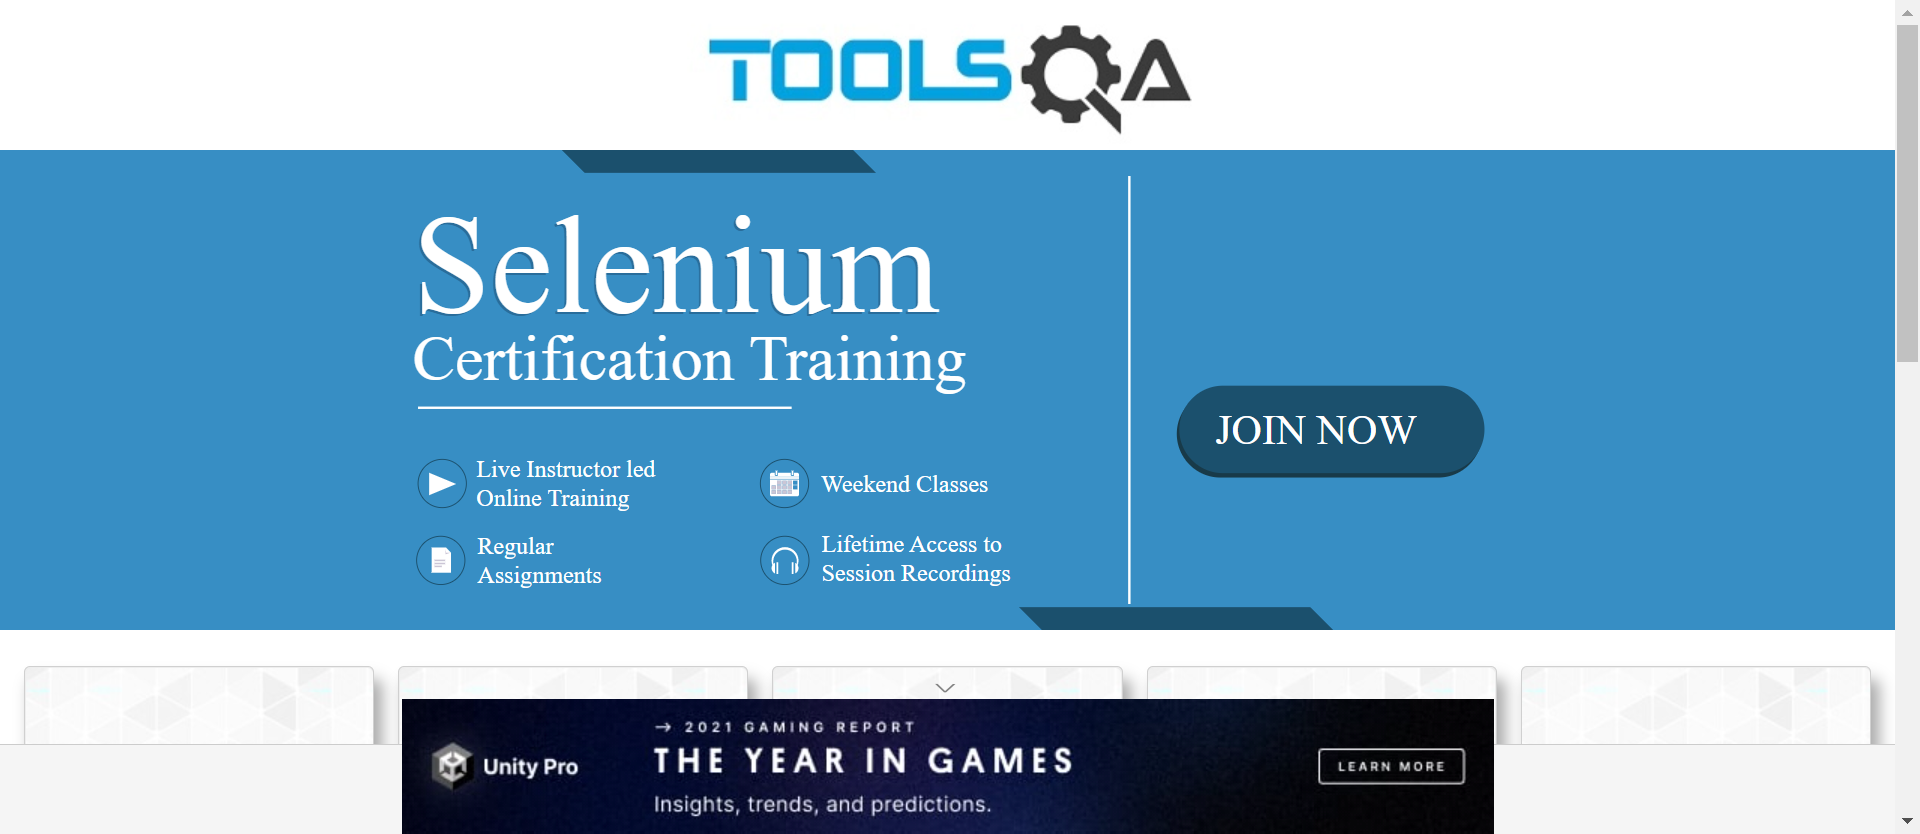 TOOLSQA
Selenium
Certification Training
Live Instructor led
Online Training
Weekend Classes
Regular
Assignments
Lifetime Access to
Session Recordings
JOIN NOW
→ 2021 GAMING REPORT
THE YEAR IN GAMES
Insights, trends, and predictions.
Unity Pro
LEARN MORE